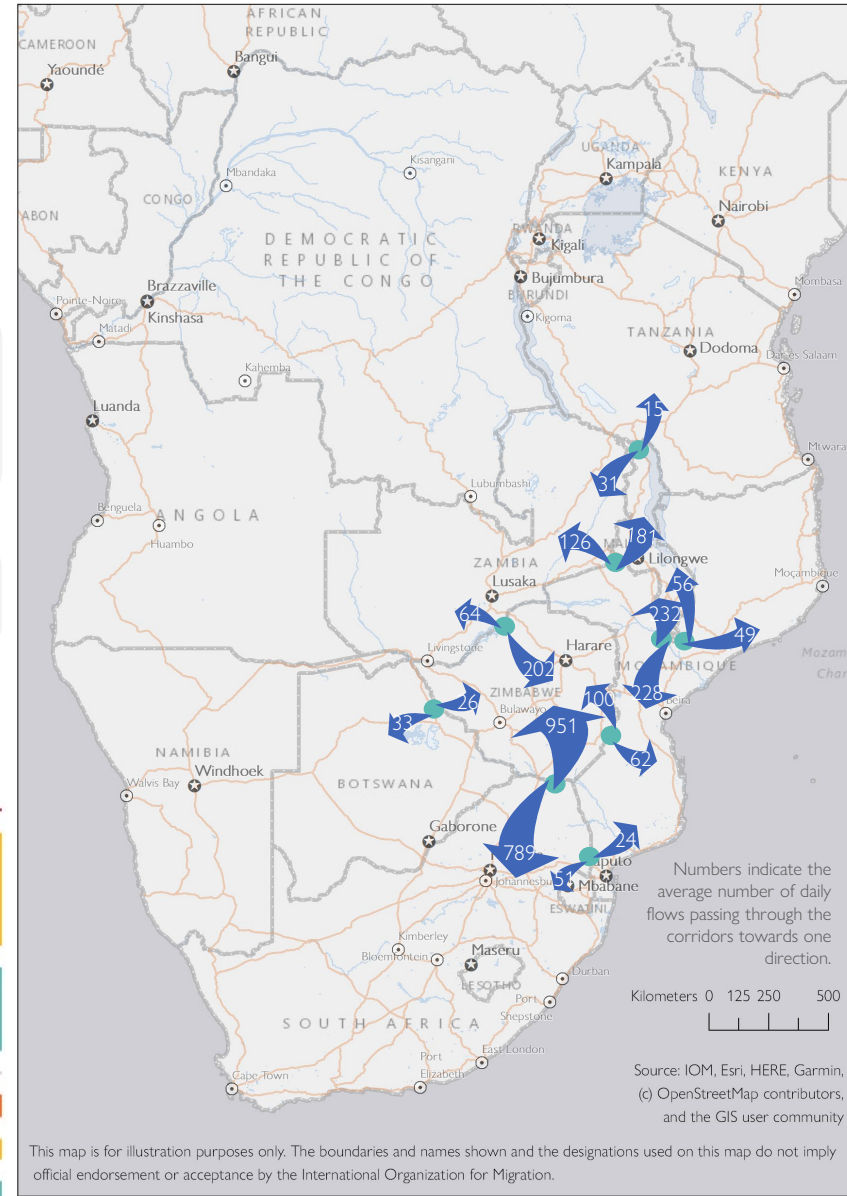 AFRICAN
REPUBLIC
CAMEROON
Bangui
Yaoundé
UGANDA
Kampala
KENYA
Kisangani
Mbandaka
CONGO
ABON
Nairobi
DEMOCRATIC
REPUBLIC OF
THE CONGO
RWANDA
Kigali
Bujumbura
BURUNDI
Kigoma
Mombasa
Brazzaville
Pointe-Noire
Kinshasa
Matadi
TANZANIA
Dodoma
Dar es Salaam
Kahemba
Luanda
15
Mtwara
31
Lubumbashi
Benguela
ANGOLA
Huambo
126
181
Lilongwe
ZAMBIA
Lusaka
56
Moçambique
64
232
49
Livingstone
Harare
202
MOZAMBIQUE
Mozam
Chan
ZIMBABWE
26
100
228
Beira
33
Bulawayo
951
62
NAMIBIA
Windhoek
Walvis Bay
BOTSWANA
Gaborone
789
24
Johannesbu
51
aputo
Mbabane
ESWATINI
Kimberley
Bloemfontein
Maseru
LESOTHO
Durban
Port
Shepstone
SOUTH AFRICA
East London
Port
Elizabeth
Cape Town
Numbers indicate the
average number of daily
flows passing through the
corridors towards one
direction.
Kilometers 0 125 250 500
Source: IOM, Esri, HERE, Garmin,
(c) OpenStreetMap contributors,
and the GIS user community
This map is for illustration purposes only. The boundaries and names shown and the designations used on this map do not imply
official endorsement or acceptance by the International Organization for Migration.